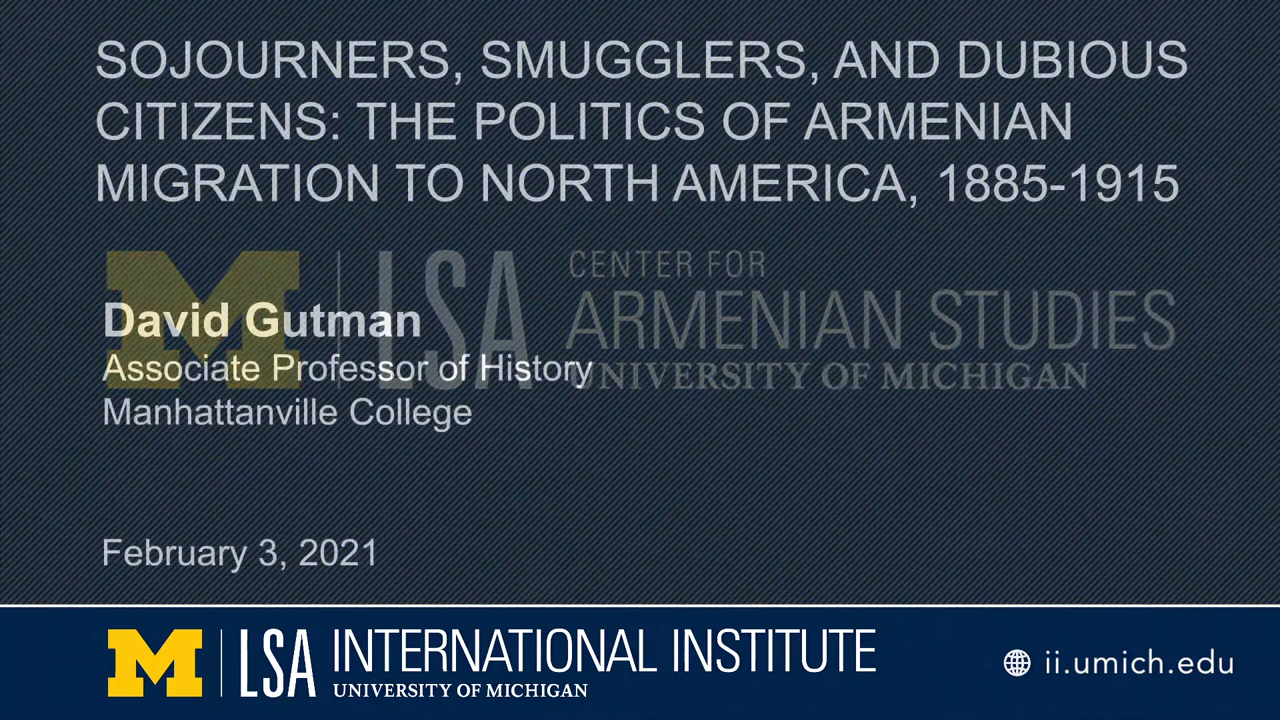 SOJOURNERS, SMUGGLERS, AND DUBIOUS
CITIZENS: THE POLITICS OF ARMENIAN
MIGRATION TO NORTH AMERICA, 1885-1915
M LSA CENTER FOR
ARMENIAN STUDIES
UNIVERSITY OF MICHIGAN
David Gutman
Associate Professor of History
Manhattanville College
February 3, 2021
M LSA INTERNATIONAL INSTITUTE
UNIVERSITY OF MICHIGAN
ii.umich.edu